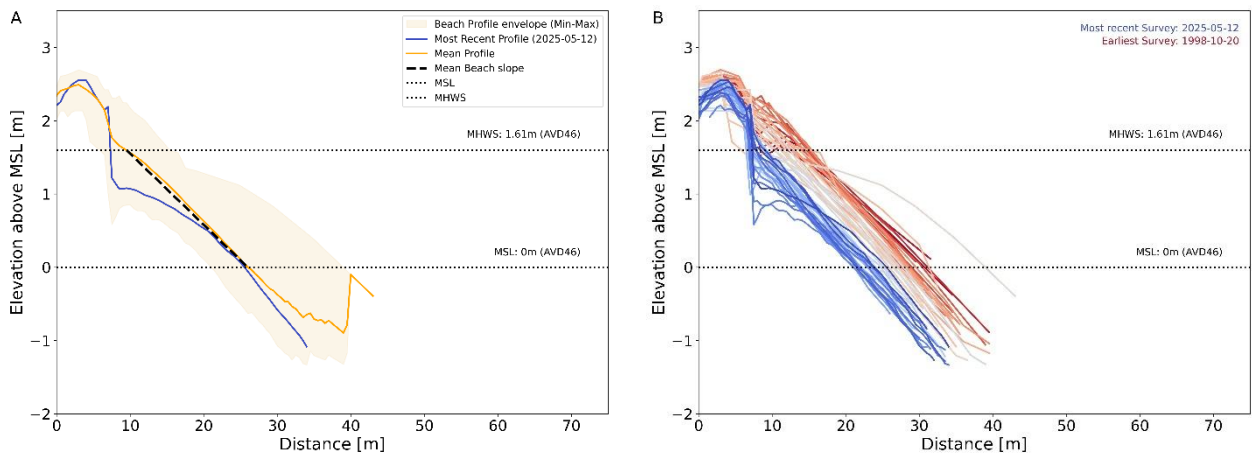 A
Beach Profile envelope (Min-Max)
Most Recent Profile (2025-05-12)
Mean Profile
Mean Beach slope
MSL
MHWS
MHWS: 1.61m (AVD46)
MSL: 0m (AVD46)
Elevation above MSL [m]
3
2
1
0
−1
−2
0 10 20 30 40 50 60 70
Distance [m]
B
Most recent Survey: 2025-05-12
Earliest Survey: 1998-10-20
MHWS: 1.61m (AVD46)
MSL: 0m (AVD46)
Elevation above MSL [m]
3
2
1
0
−1
−2
0 10 20 30 40 50 60 70
Distance [m]